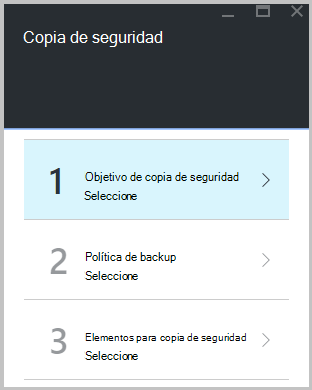 Copia de seguridad
1
Objetivo de copia de seguridad
Seleccione
2
Política de backup
Seleccione
3
Elementos para copia de seguridad
Seleccione